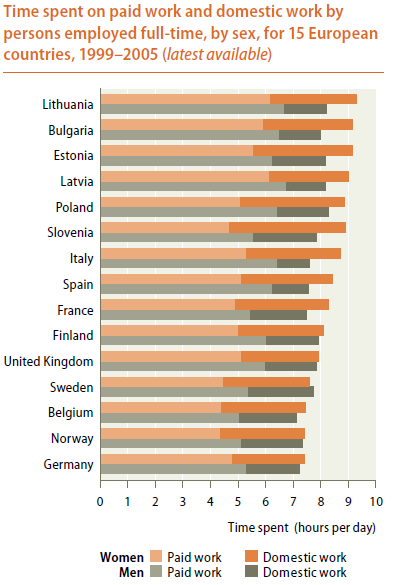 Time spent on paid work and domestic work by
persons employed full-time, by sex, for 15 European
countries, 1999–2005 (latest available)
Lithuania
Bulgaria
Estonia
Latvia
Poland
Slovenia
Italy
Spain
France
Finland
United Kingdom
Sweden
Belgium
Norway
Germany
0 1 2 3 4 5 6 7 8 9 10
Time spent (hours per day)
Women Paid work Domestic work
Men Paid work Domestic work